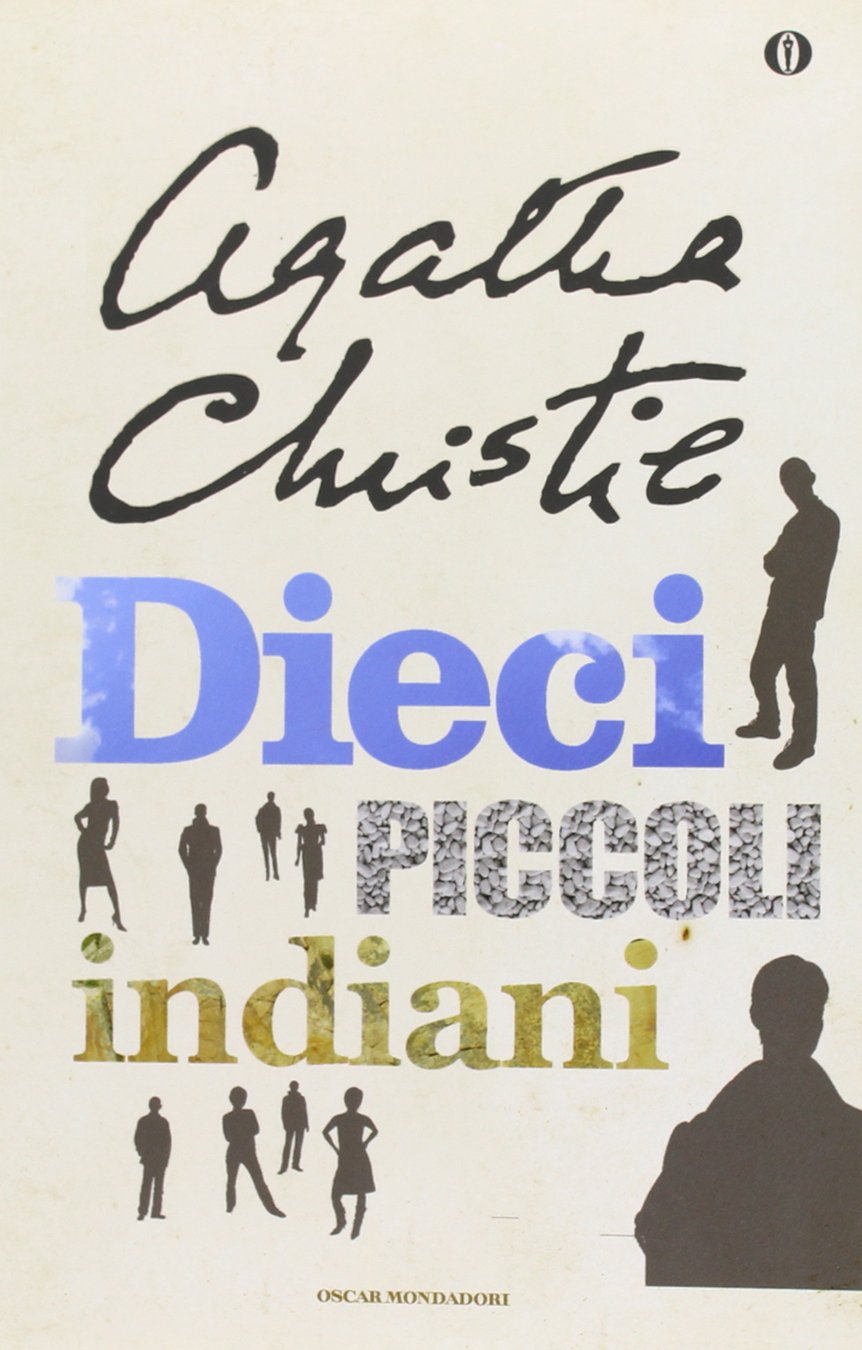 Agatha
Christie
Dieci
PICCOLI
indiani
OSCAR MONDADORI